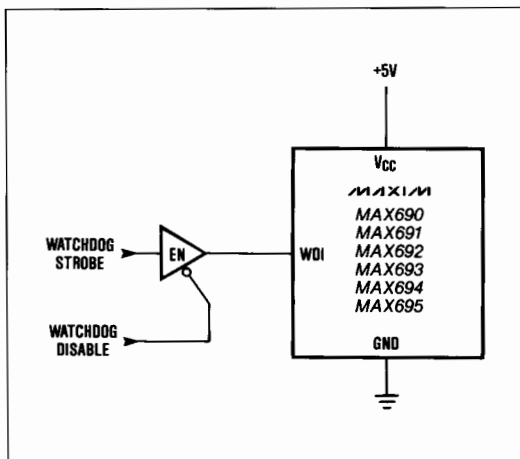 +5V
VCC
MAXIM
MAX690
MAX691
MAX692
MAX693
MAX694
MAX695
WATCHDOG
STROBE
EN
WDI
WATCHDOG
DISABLE
GND